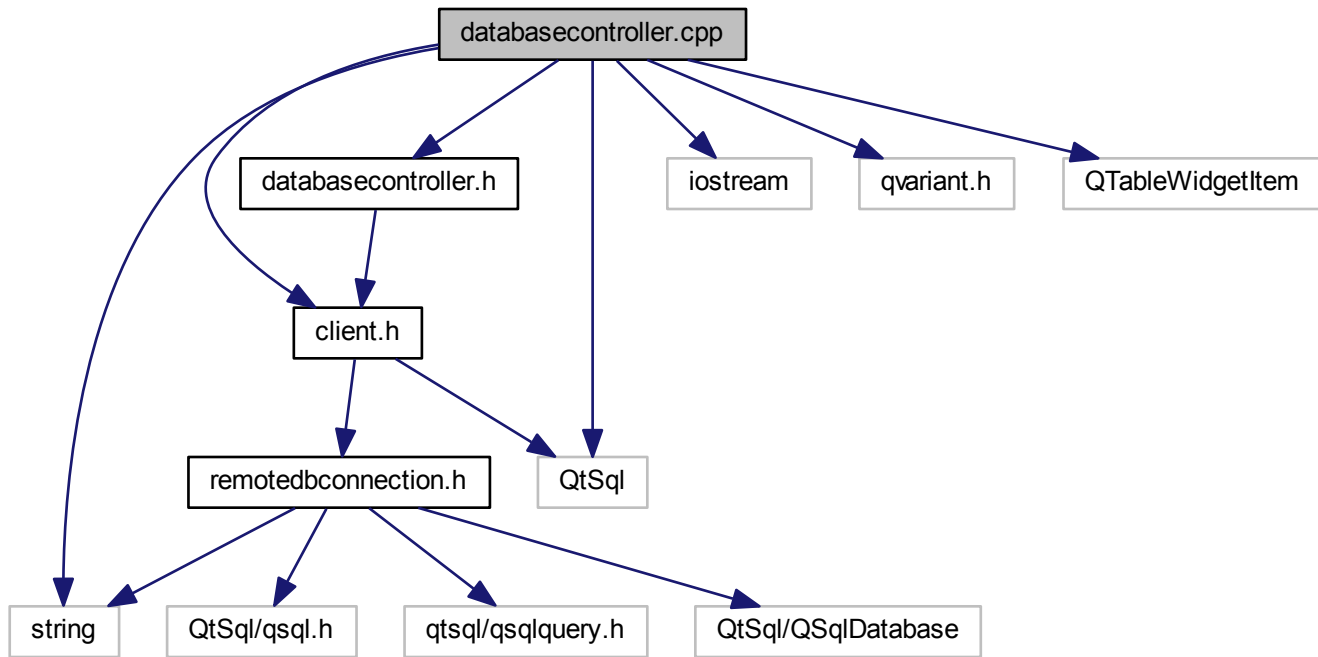 databasecontroller.cpp
databasecontroller.h
iostream
qvariant.h
QTableWidgetItem
client.h
remotedbconnection.h
QtSql
string
QtSql/qsql.h
qtsql/qsqlquery.h
QtSql/QSqlDatabase